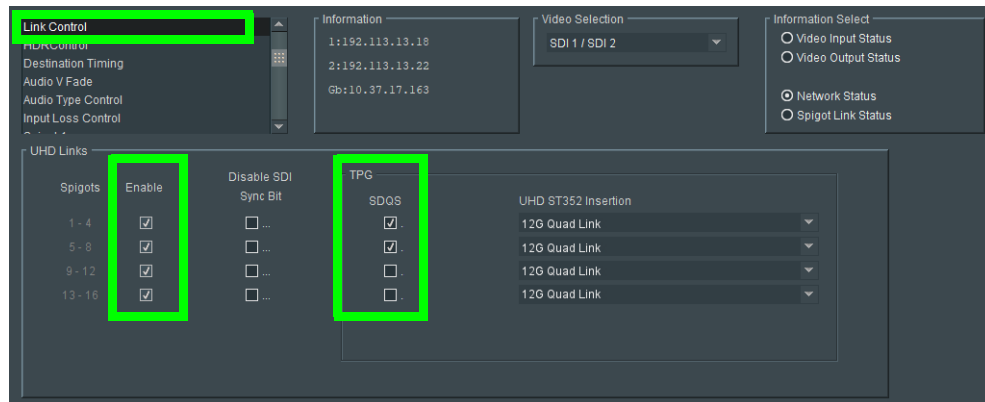 Link Control
HDRControl
Destination Timing
Audio V Fade
Audio Type Control
Input Loss Control
Information
1:192.113.13.18
2:192.113.13.22
Gb:10.37.17.163
Video Selection
SDI 1 / SDI 2
Information Select
Video Input Status
Video Output Status
Network Status
Spigot Link Status
UHD Links
Spigots Enable Disable SDI Sync Bit
TPG
SDQS UHD ST352 Insertion
1 - 4 ... . 12G Quad Link
5 - 8 ... . 12G Quad Link
9 - 12 ... . 12G Quad Link
13 - 16 ... . 12G Quad Link